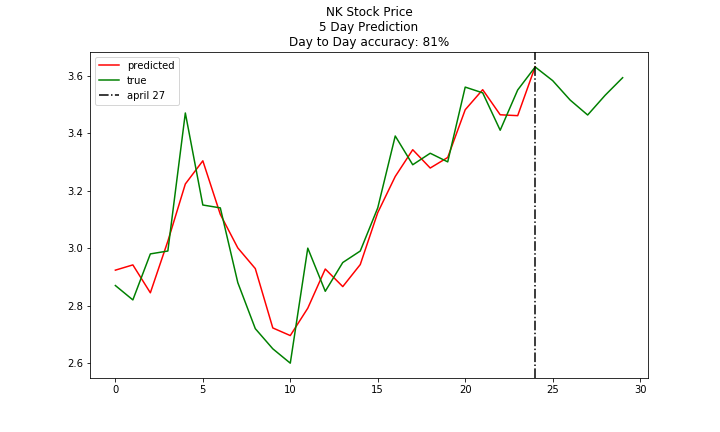 NK Stock Price
5 Day Prediction
Day to Day accuracy: 81%
predicted
true
april 27
3.6
3.4
3.2
3.0
2.8
2.6
0 5 10 15 20 25 30